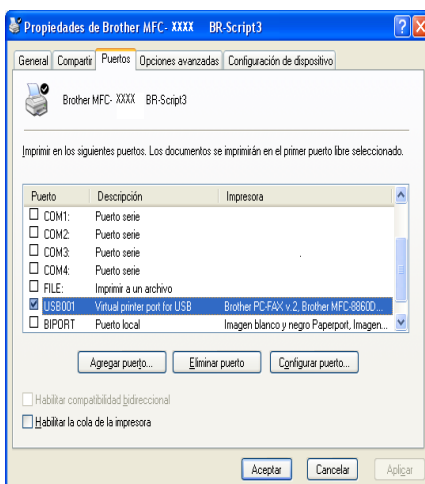 Propiedades de Brother MFC- XXXX BR-Script3
General Compartir Puertos Opciones avanzadas Configuración de dispositivo
Brother MFC- XXXX BR-Script3
Imprimir en los siguientes puertos. Los documentos se imprimirán en el primer puerto libre seleccionado.
Puerto Descripción Impresora
COM1: Puerto serie
COM2: Puerto serie
COM3: Puerto serie
COM4: Puerto serie
FILE: Imprimir a un archivo
USB001 Virtual printer port for USB Brother PC-FAX v.2, Brother MFC-8860D...
BIPORT Puerto local Imagen blanco y negro Paperport, Imagen...
Agregar puerto... Eliminar puerto Configurar puerto...
Habilitar compatibilidad bidireccional
Habilitar la cola de la impresora
Aceptar Cancelar Aplicar